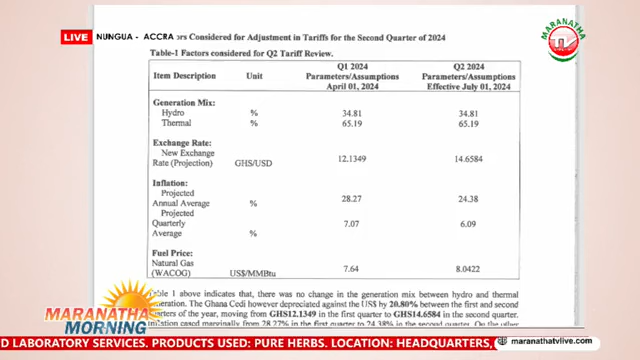 MARANATHA
TV
LIVE NUNGUA - ACCRA
ors Considered for Adjustment in Tariffs for the Second Quarter of 2024
Table-1 Factors considered for Q2 Tariff Review.
Item Description Unit Q1 2024 Parameters/Assumptions April 01, 2024 Q2 2024 Parameters/Assumptions Effective July 01, 2024
Generation Mix:
Hydro % 34.81 34.81
Thermal % 65.19 65.19
Exchange Rate:
New Exchange
Rate (Projection) GHS/USD 12.1349 14.6584
Inflation:
Projected
Annual Average % 28.27 24.38
Projected
Quarterly 7.07 6.09
Average %
Fuel Price:
Natural Gas
(WACOG) US$/MMBtu 7.64 8.0422
Table 1 above indicates that, there was no change in the generation mix between hydro and thermal
eneration. The Ghana Cedi however depreciated against the US$ by 20.80% between the first and second
uarters of the year, moving from GHS12.1349 in the first quarter to GHS14.6584 in the second quarter.
marginally from 28.27% in the first quarter to 24.38% in the second quarter. On the other
MARANATHA
MORNING
D LABORATORY SERVICES. PRODUCTS USED: PURE HERBS. LOCATION: HEADQUARTERS,
maranathatvlive.com